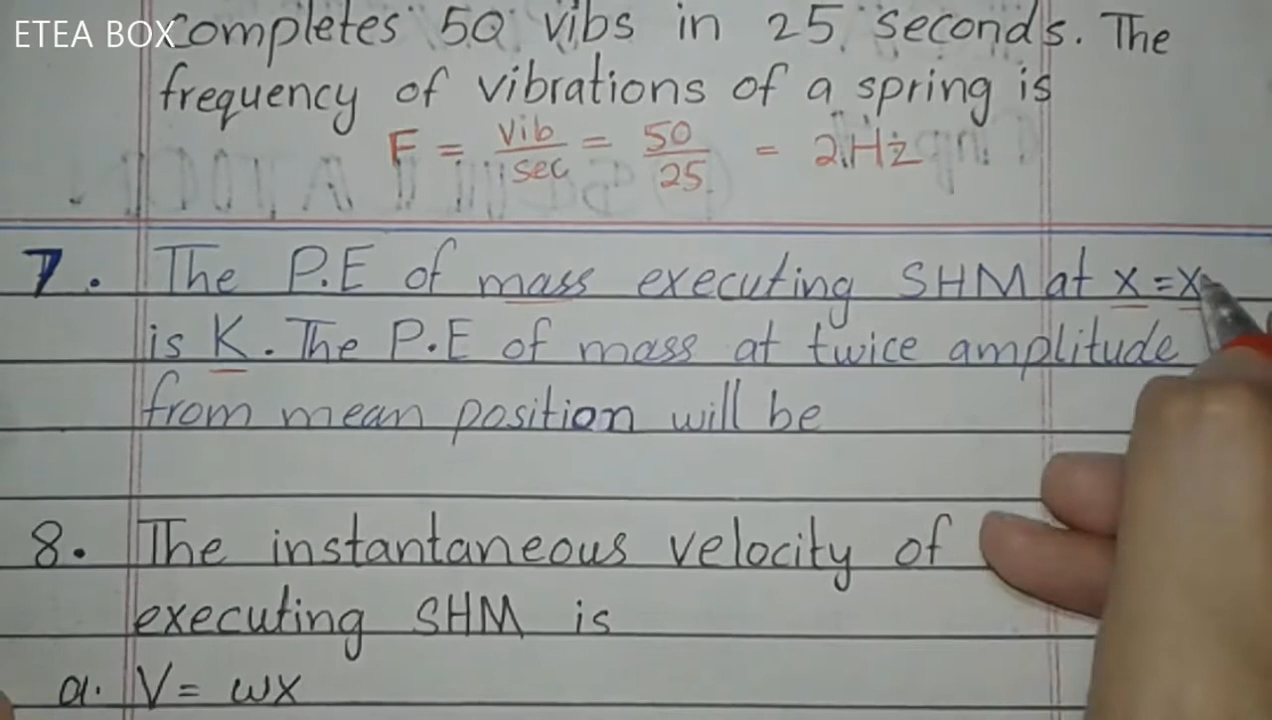 ETEA BOX
completes 50 vibs in 25 seconds. The
frequency of vibrations of a spring is
F = vib/sec = 50/25 = 2Hz
7. The P.E of mass executing SHM at x = x
is K. The P.E of mass at twice amplitude
from mean position will be
8. The instantaneous velocity of
executing SHM is
a. V = ωx